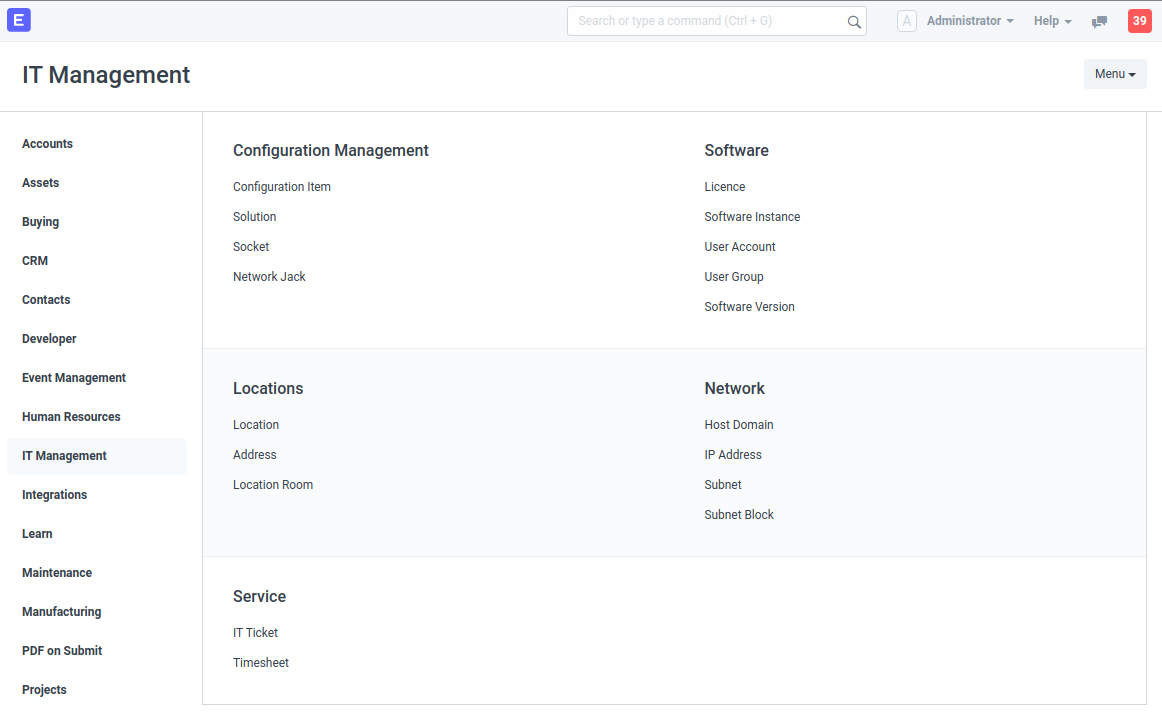 E
Search or type a command (Ctrl + G)
A
Administrator
Help
39
IT Management
Menu
Accounts
Assets
Buying
CRM
Contacts
Developer
Event Management
Human Resources
IT Management
Integrations
Learn
Maintenance
Manufacturing
PDF on Submit
Projects
Configuration Management
Configuration Item
Solution
Socket
Network Jack
Software
Licence
Software Instance
User Account
User Group
Software Version
Locations
Location
Address
Location Room
Network
Host Domain
IP Address
Subnet
Subnet Block
Service
IT Ticket
Timesheet